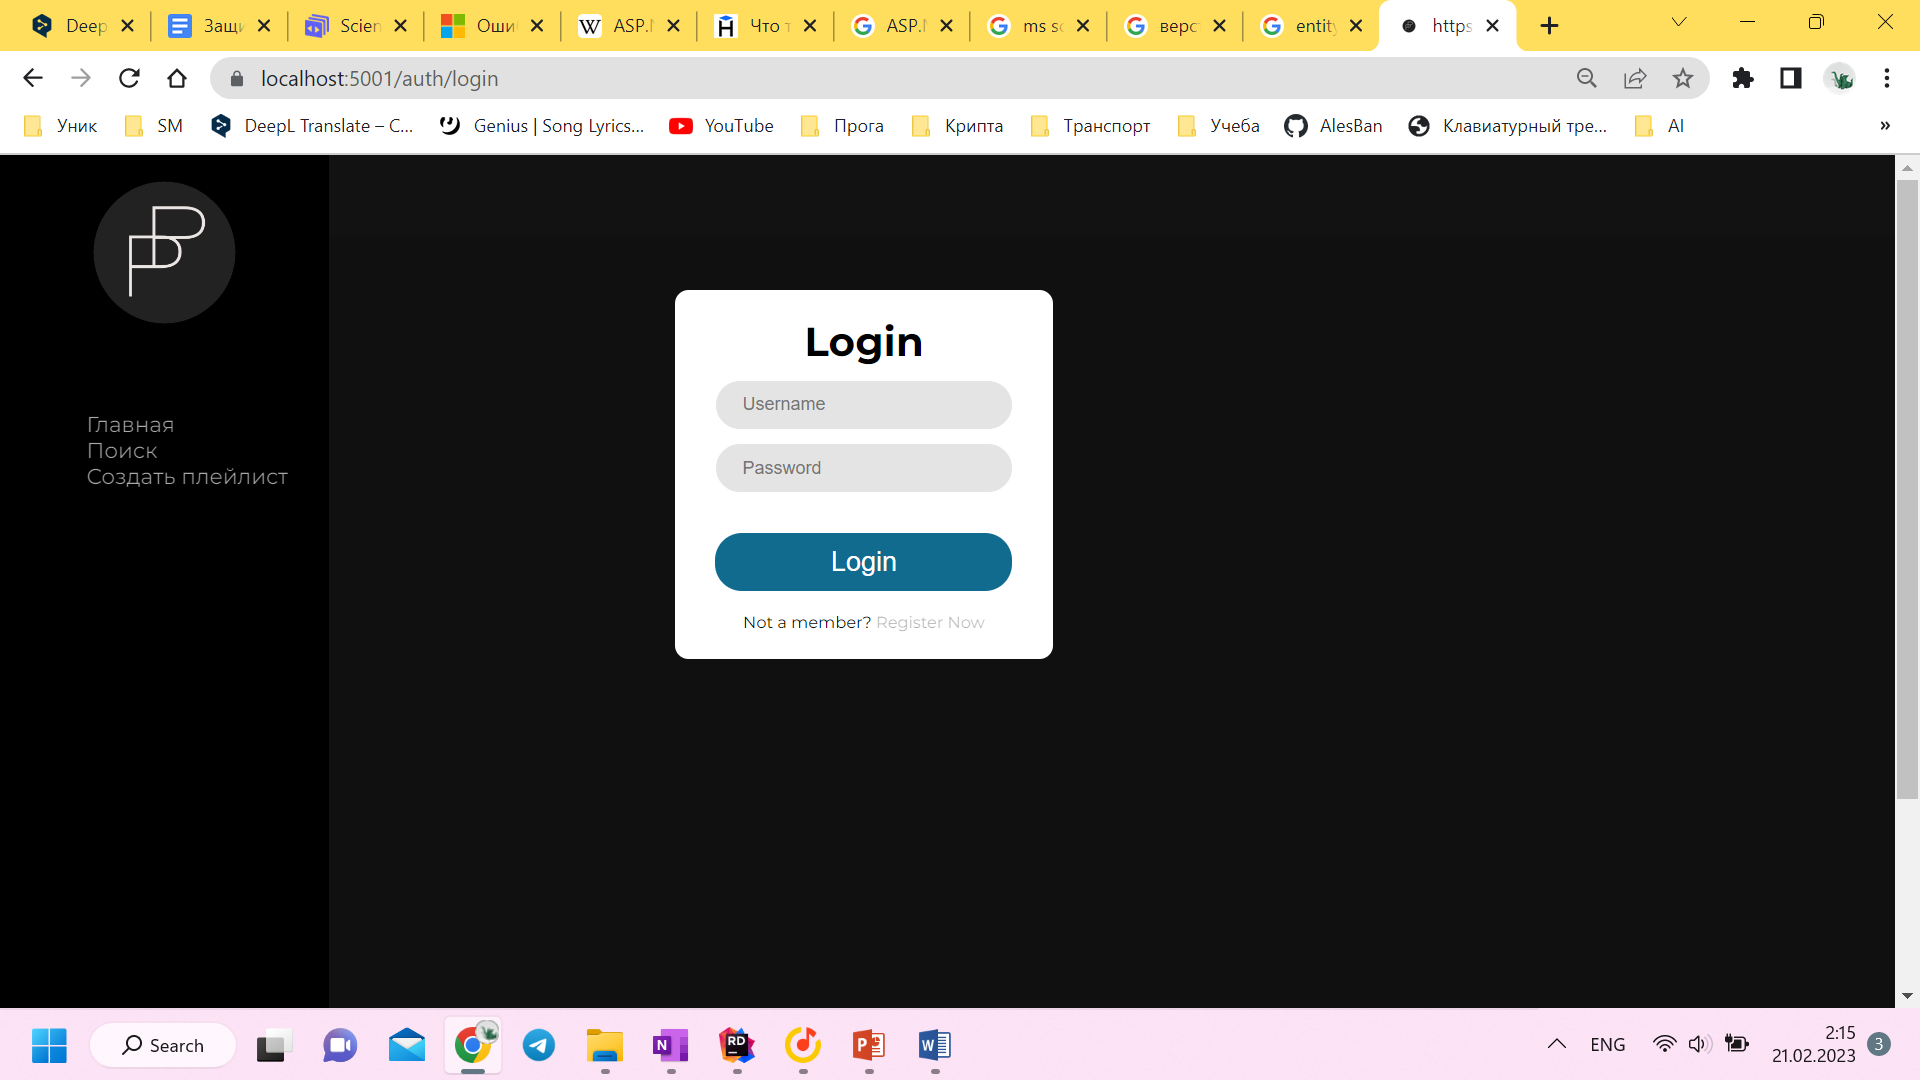 Deep
Защи
Scien
Оши
ASP.N
Что т
ASP.N
ms sc
верс
entity
https
localhost:5001/auth/login
Уник
SM
DeepL Translate – C...
Genius | Song Lyrics...
YouTube
Прога
Крипта
Транспорт
Учеба
AlesBan
Клавиатурный тре...
AI
»
Главная
Поиск
Создать плейлист
Login
Username
Password
Login
Not a member? Register Now
Search
ENG
2:15
21.02.2023
3